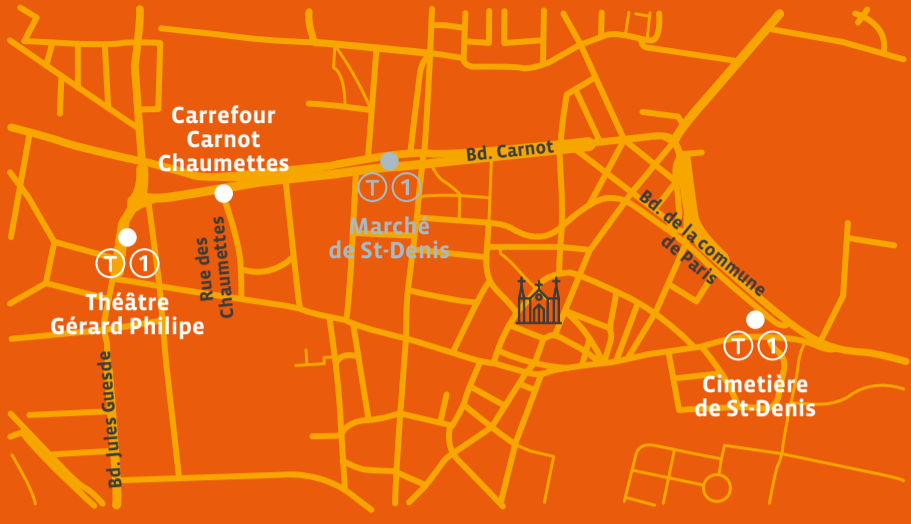 Carrefour
Carnot
Chaumettes
Bd. Carnot
T 1
Marché
de St-Denis
Bd. de la commune
de Paris
Rue des
Chaumettes
T 1
Théâtre
Gérard Philipe
T 1
Cimetière
de St-Denis
Bd. Jules Guesde